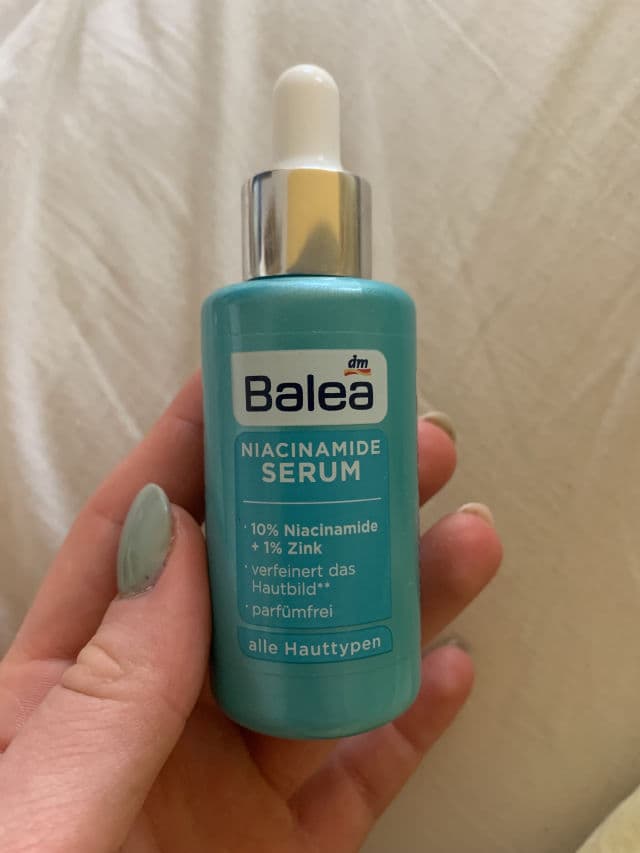 dm
Balea
NIACINAMIDE
SERUM
· 10% Niacinamide
+ 1% Zink
· verfeinert das
Hautbild**
· parfümfrei
alle Hauttypen